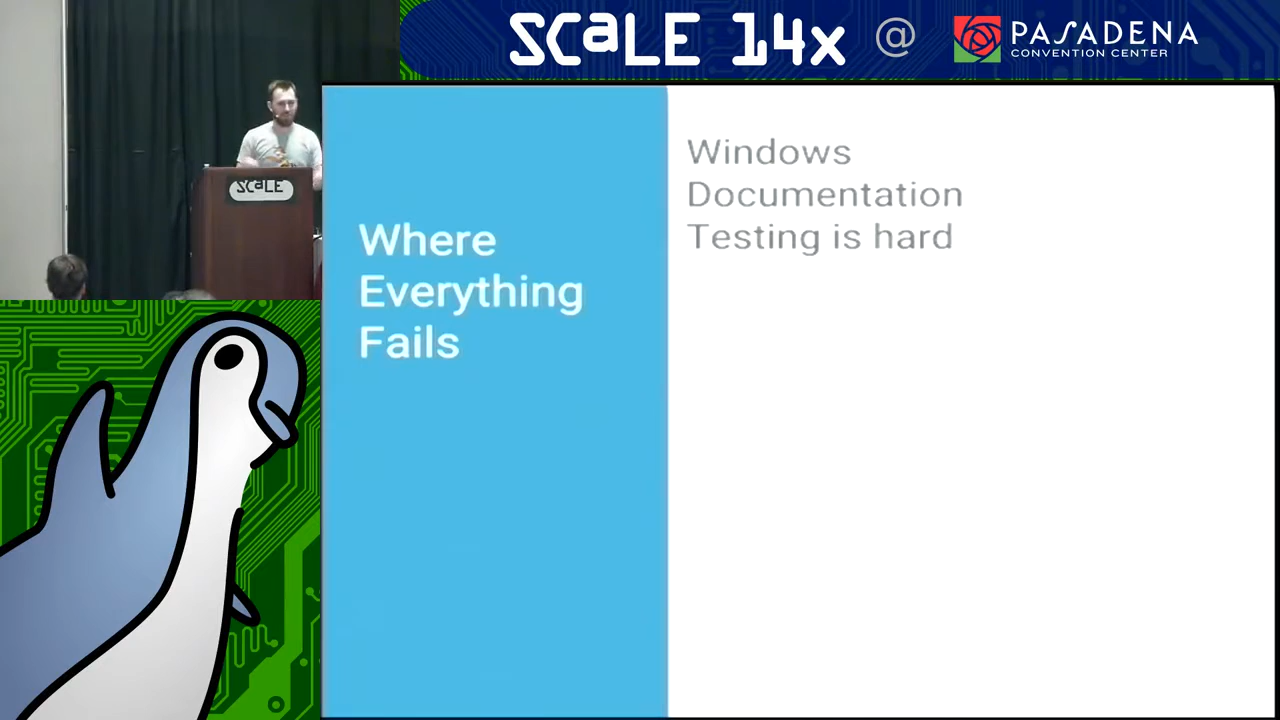 SCALE 14x @ PASADENA
CONVENTION CENTER
SCALE
Where
Everything
Fails
Windows
Documentation
Testing is hard